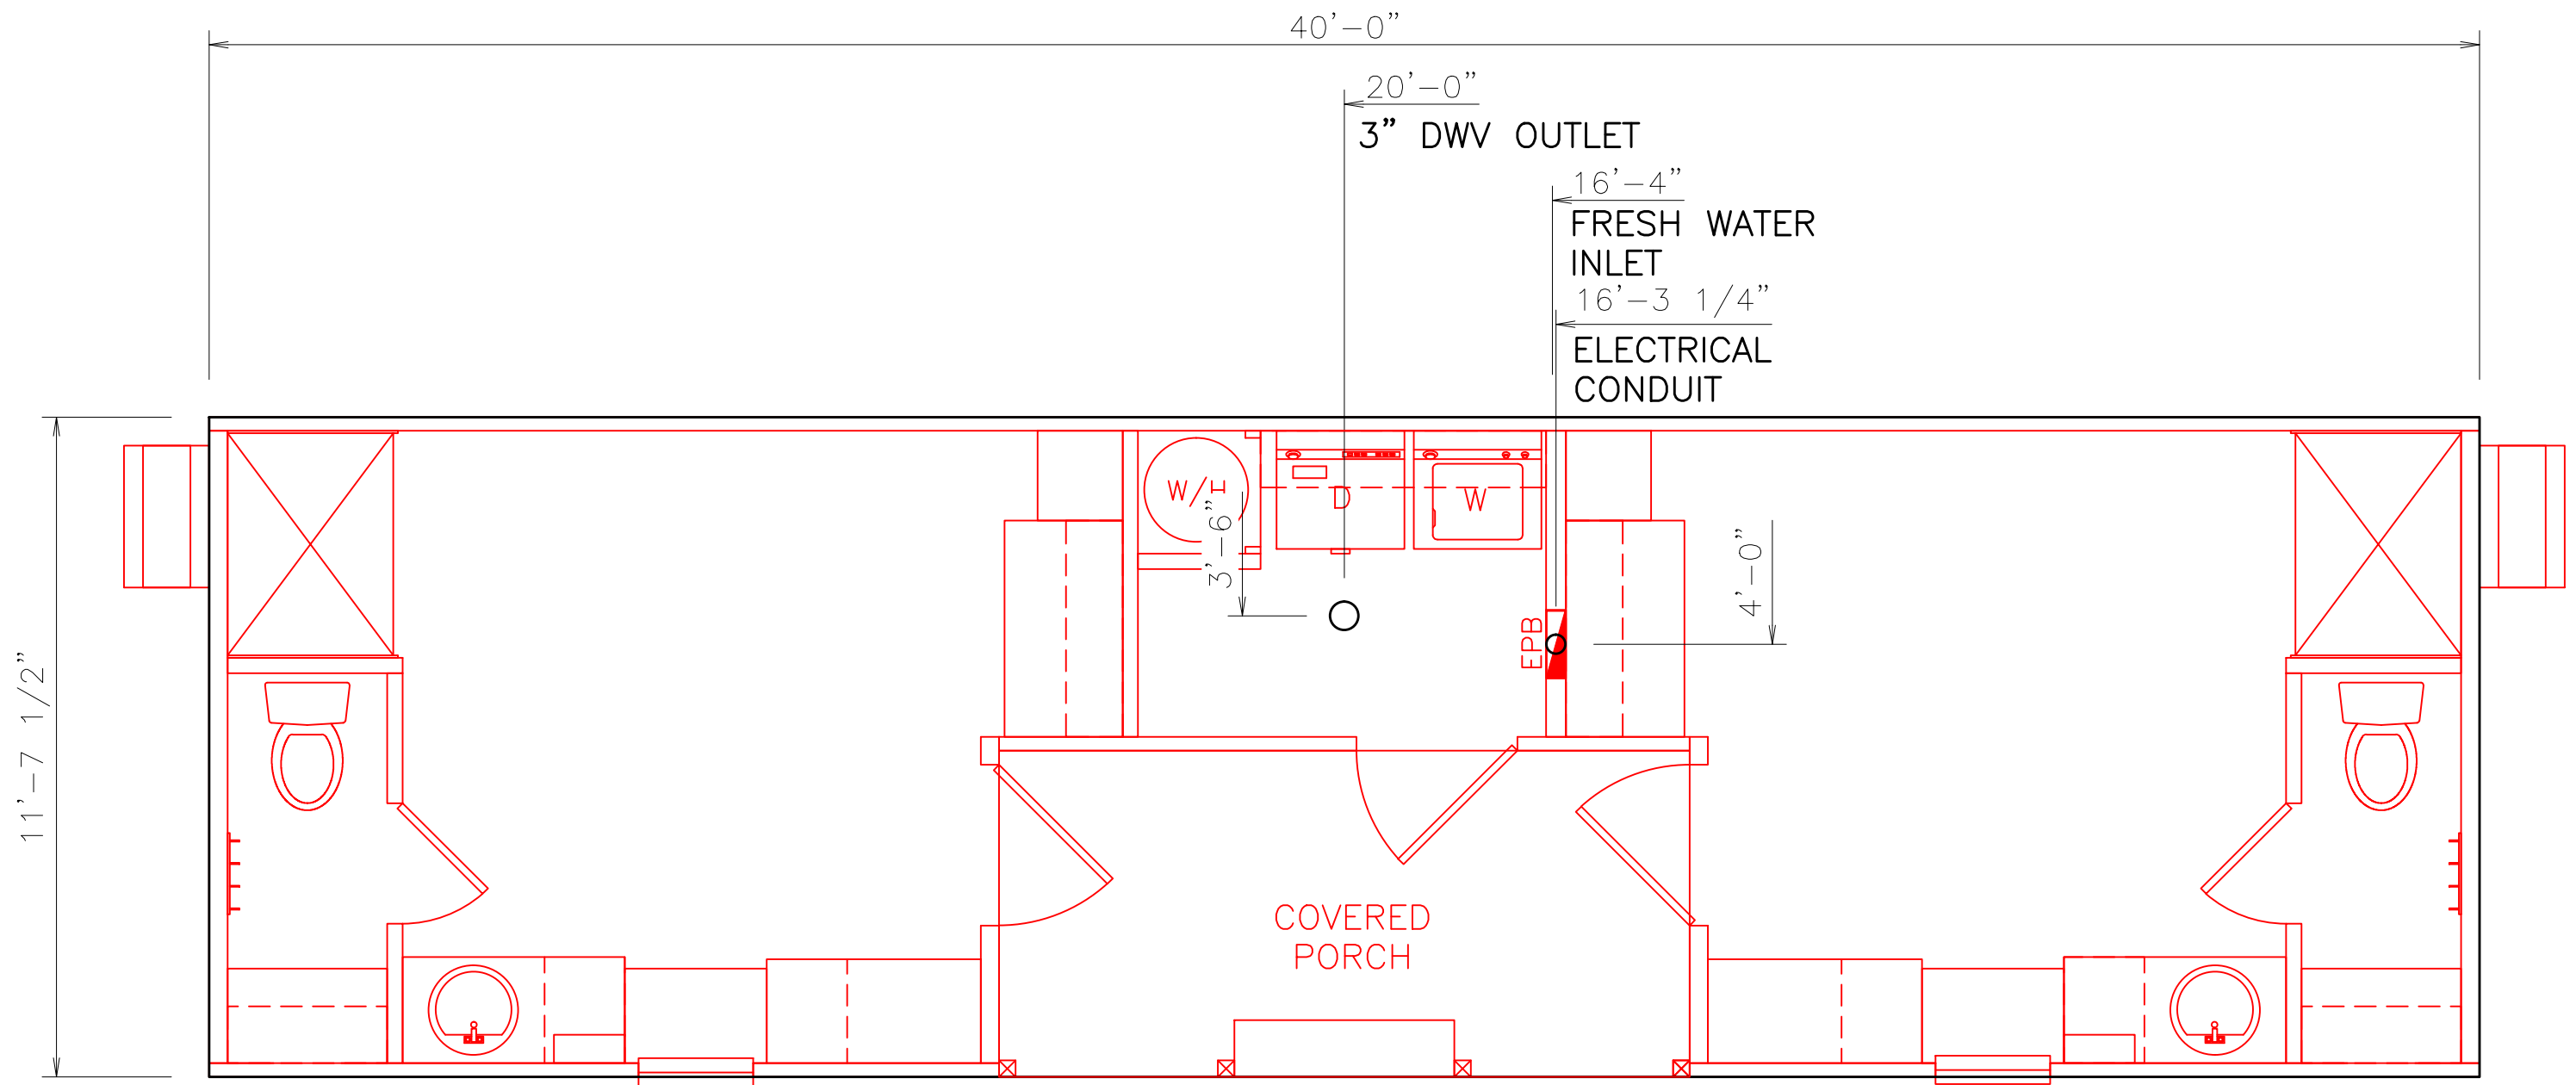 40'-0"
20'-0"
3" DWV OUTLET
16'-4"
FRESH WATER
INLET
16'-3 1/4"
ELECTRICAL
CONDUIT
W/H
D
W
3'-6"
4'-0"
EPB
11'-7 1/2"
COVERED
PORCH